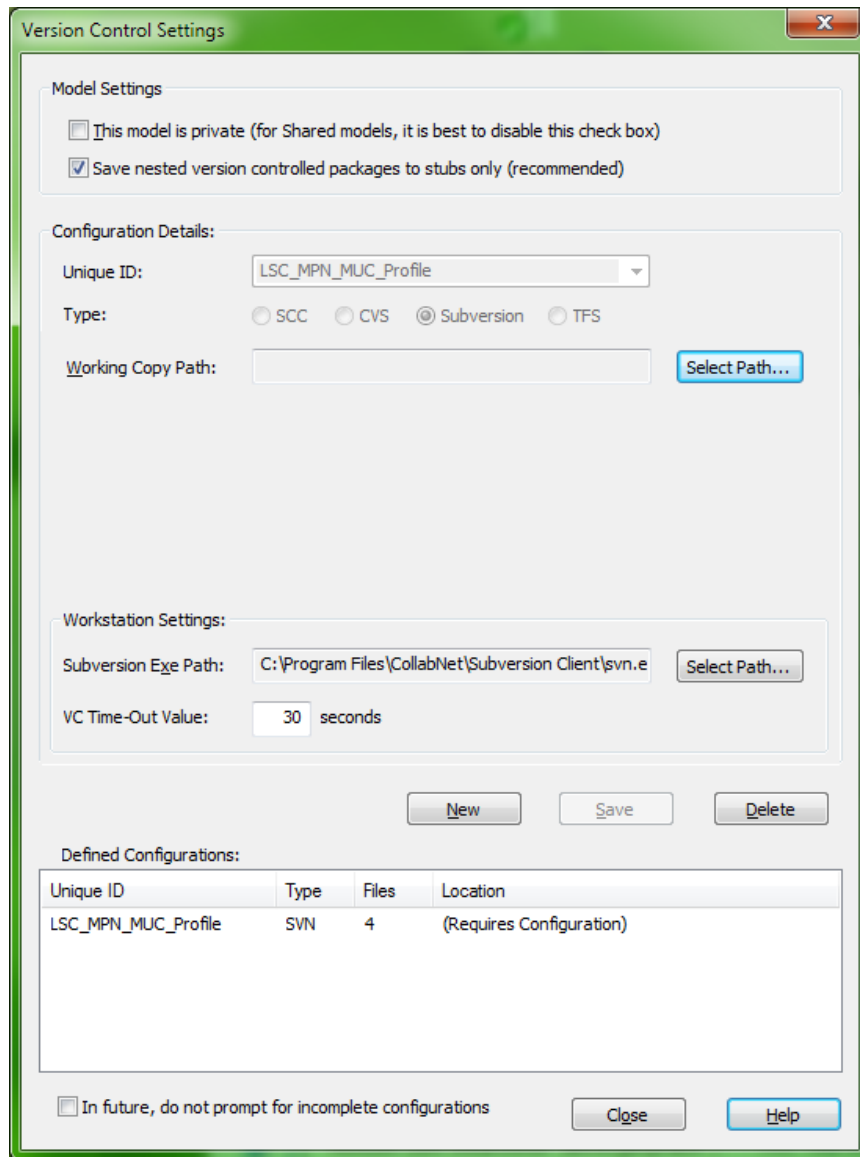 Version Control Settings
Model Settings
This model is private (for Shared models, it is best to disable this check box)
Save nested version controlled packages to stubs only (recommended)
Configuration Details:
Unique ID: LSC_MPN_MUC_Profile
Type: SCC CVS Subversion TFS
Working Copy Path: Select Path...
Workstation Settings:
Subversion Exe Path: C:\Program Files\CollabNet\Subversion Client\svn.e Select Path...
VC Time-Out Value: 30 seconds
New Save Delete
Defined Configurations:
Unique ID Type Files Location
LSC_MPN_MUC_Profile SVN 4 (Requires Configuration)
In future, do not prompt for incomplete configurations Close Help